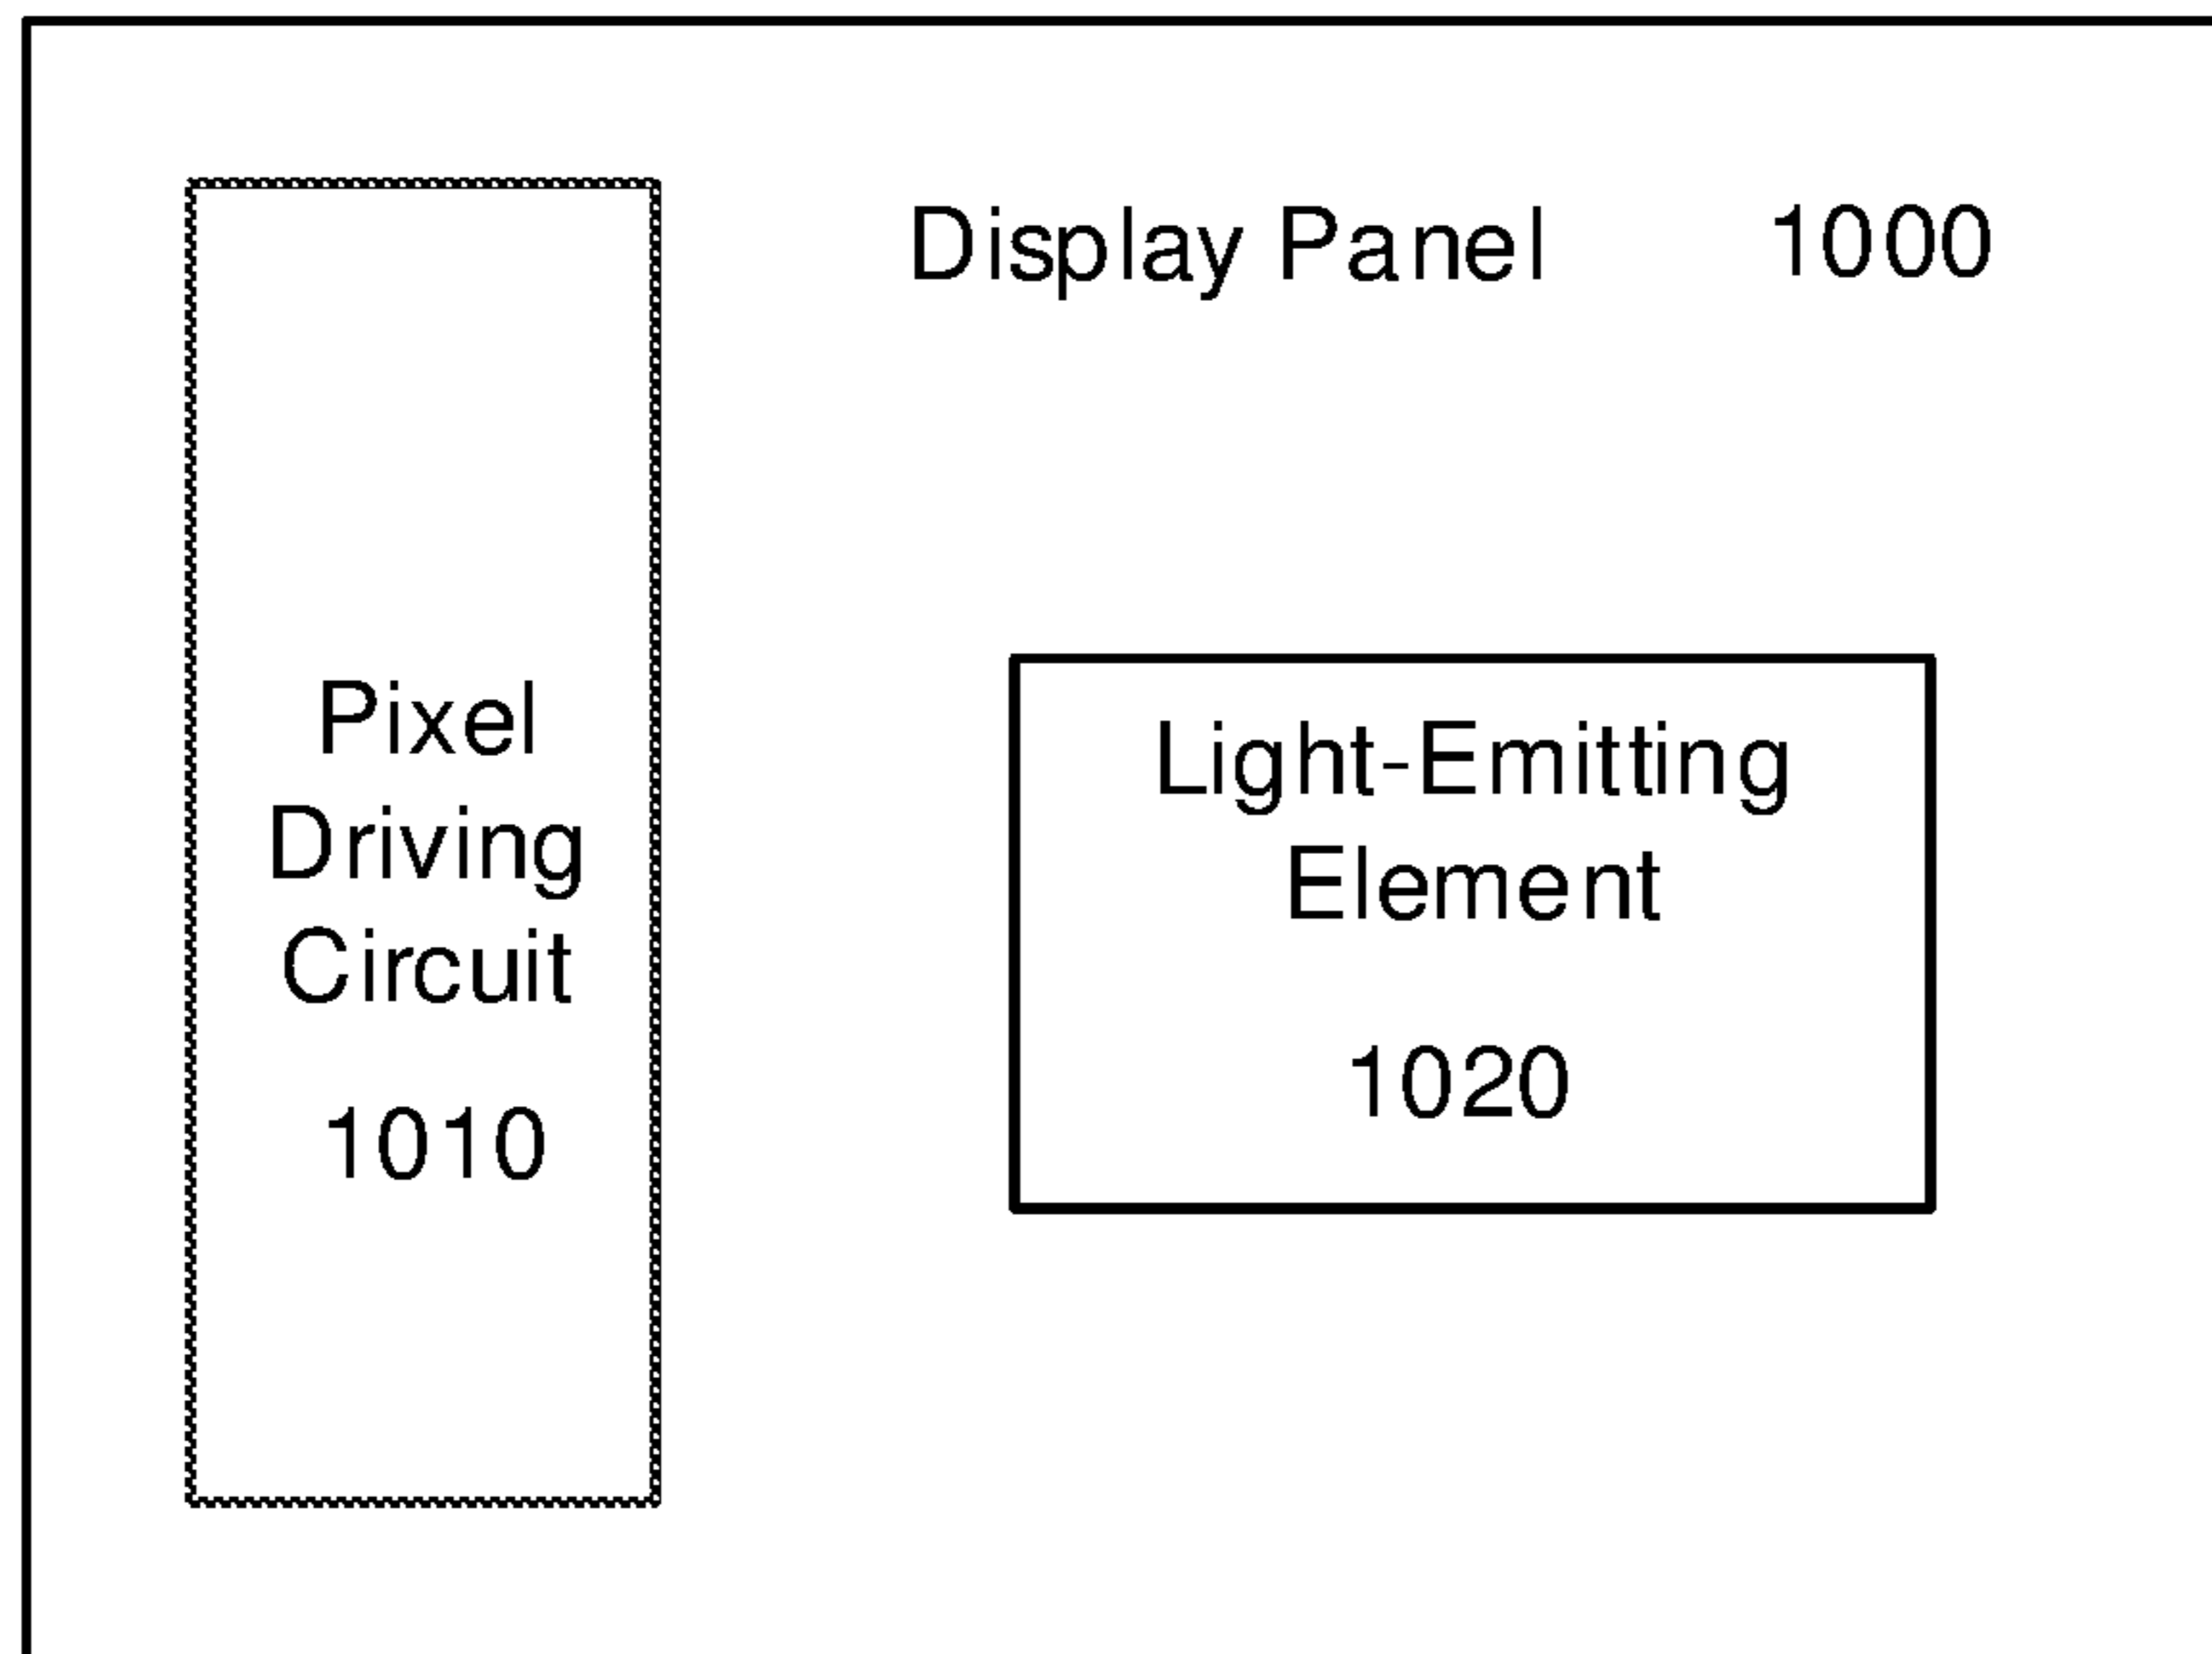 Display Panel 1000
Pixel
Driving
Circuit
1010
Light-Emitting
Element
1020